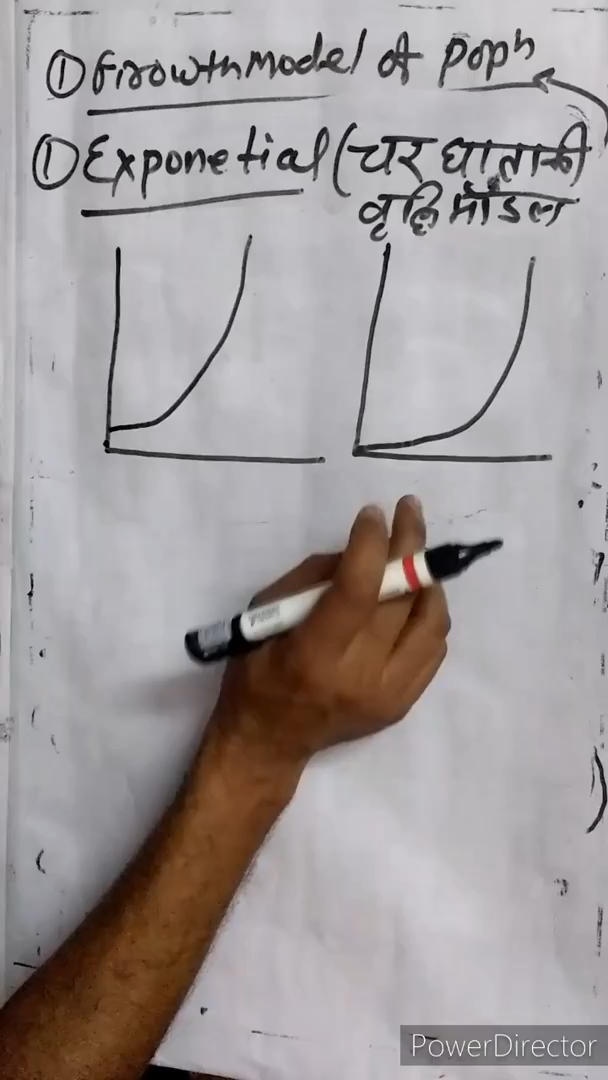 ① Growth Model of Popn
① Exponetial (चर घाताकी
वृद्धि मॉडल
PowerDirector